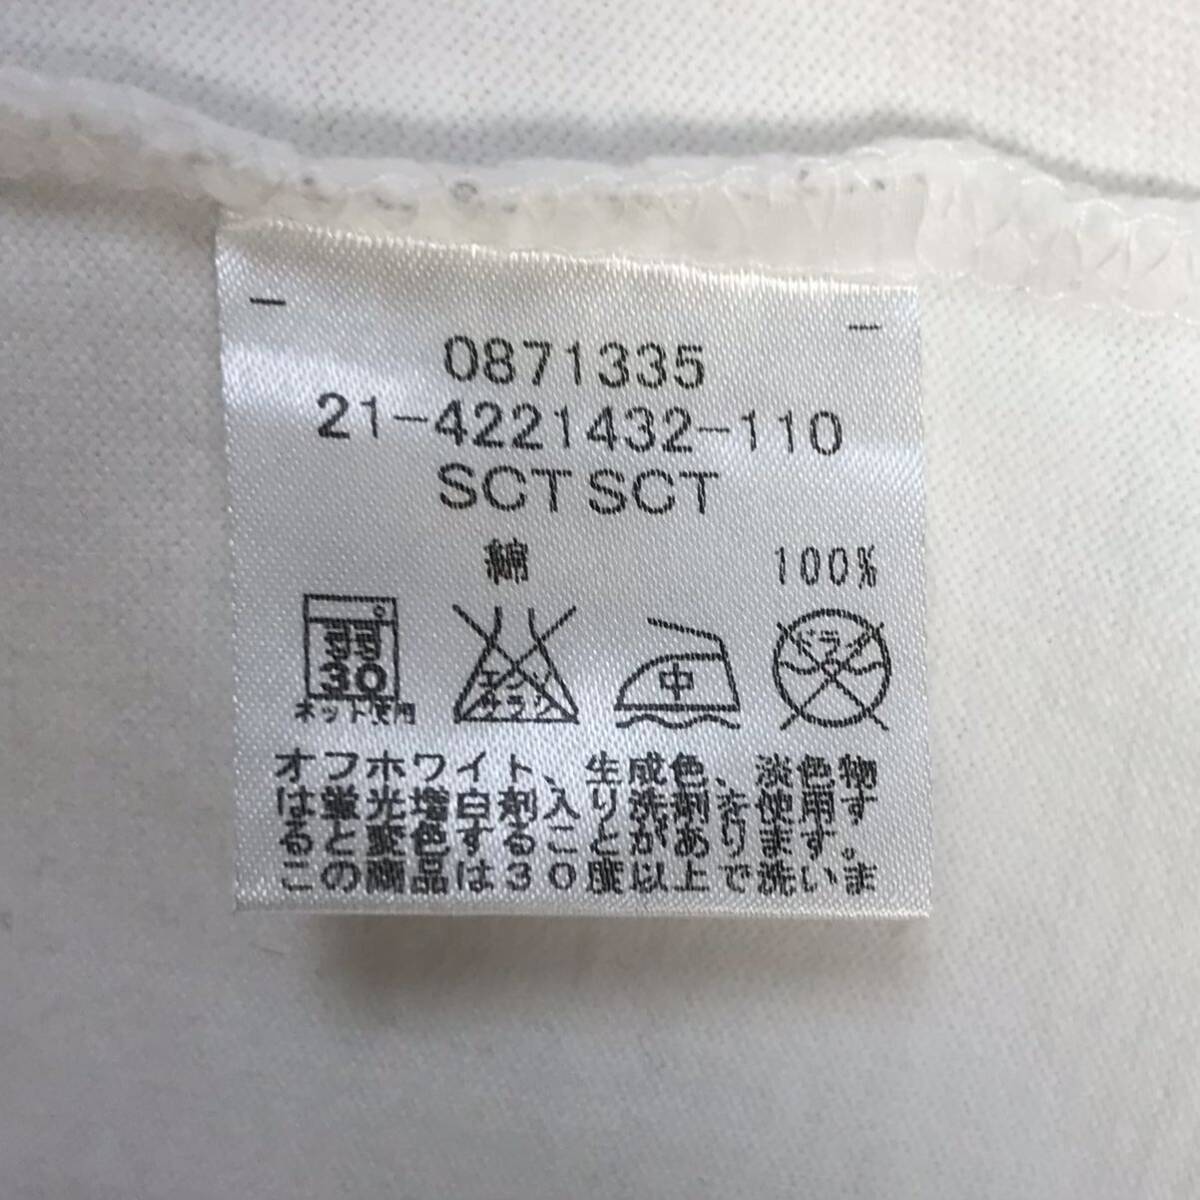 0871335
21-4221432-110
SCT SCT
綿 100%
弱 30 ネット使用
エンソ サラシ
中
ドライ
オフホワイト、生成色、淡色物
は蛍光増白剤入り洗剤を使用す
ると変色することがあります。
この商品は30度以上で洗いま